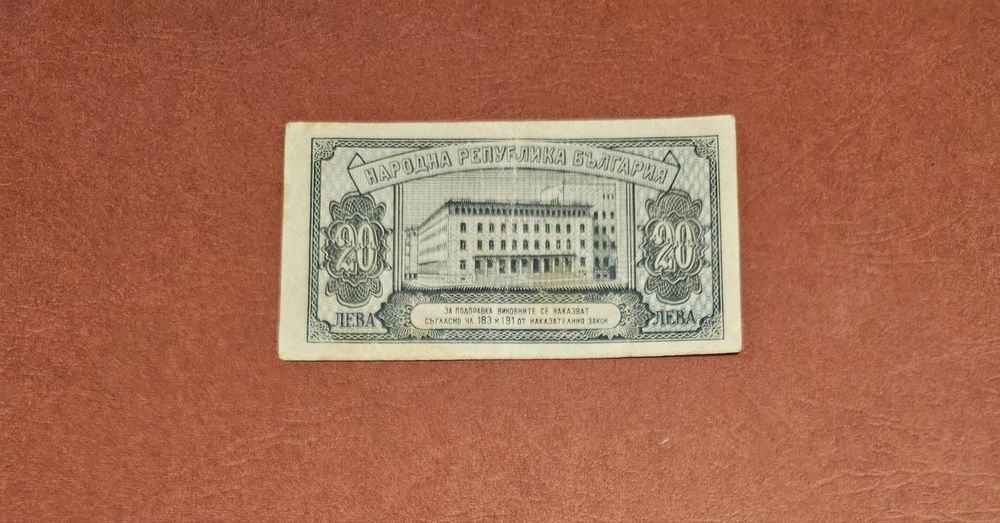 НАРОДНА РЕПУБЛИКА БЪЛГАРИЯ
20 20
ЛЕВА ЛЕВА
ЗА ПОДПРАВКА ВИНОВНИТЕ СЕ НАКАЗВАТ
СЪГЛАСНО ЧЛ. 183 И 191 ОТ НАКАЗАТЕЛНИЯ ЗАКОН